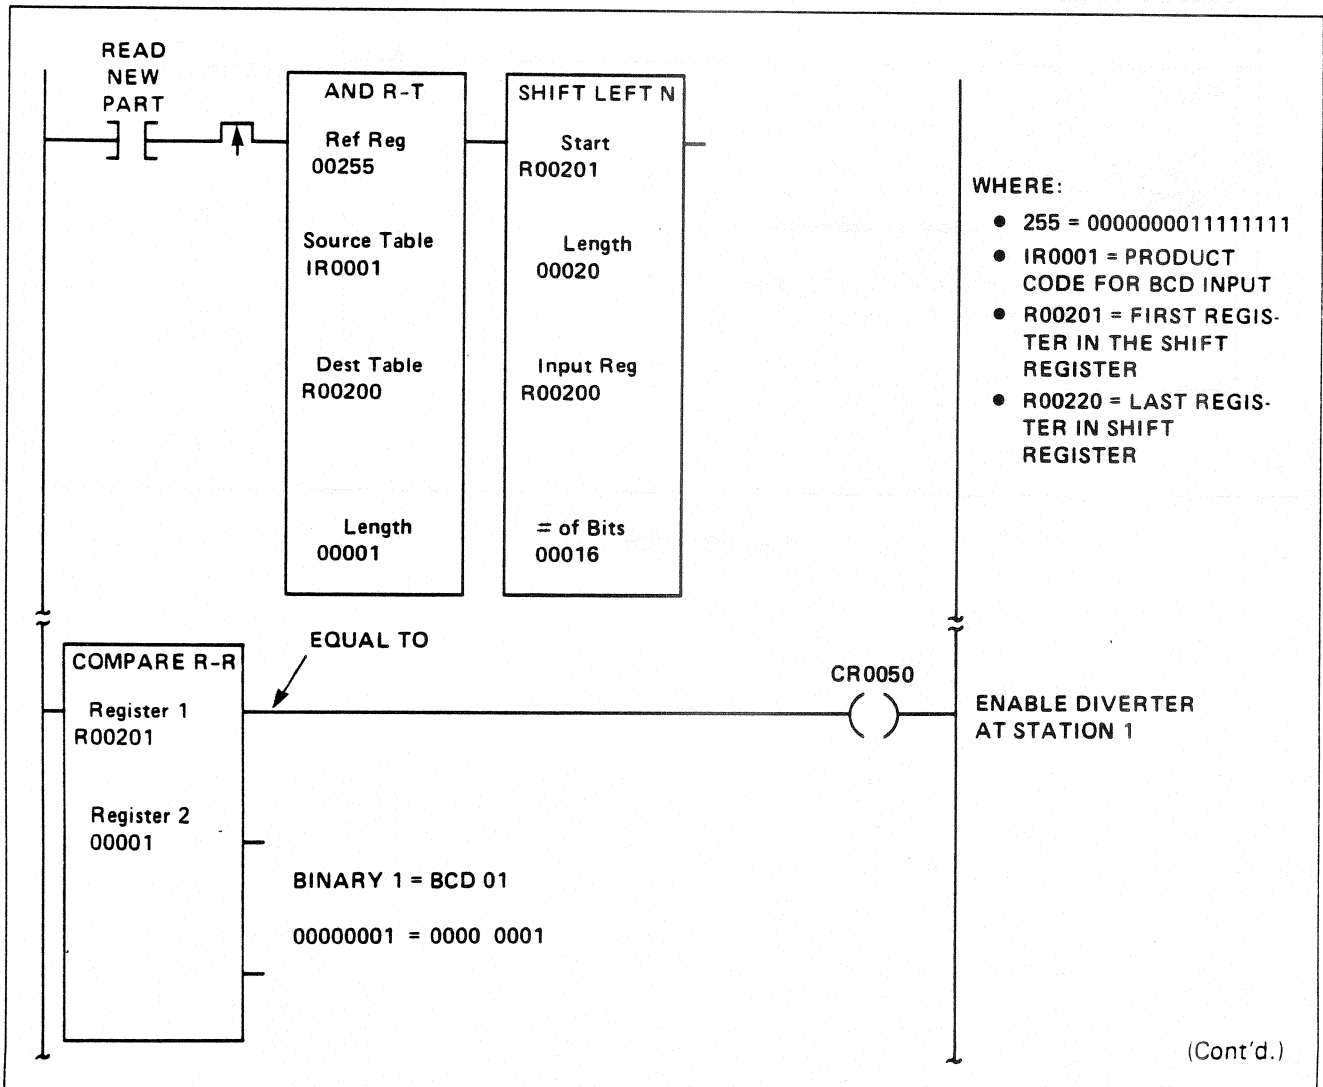 READ
NEW
PART
AND R-T
Ref Reg
00255
Source Table
IR0001
Dest Table
R00200
Length
00001
SHIFT LEFT N
Start
R00201
Length
00020
Input Reg
R00200
= of Bits
00016
WHERE:
• 255 = 0000000011111111
• IR0001 = PRODUCT
CODE FOR BCD INPUT
• R00201 = FIRST REGIS-
TER IN THE SHIFT
REGISTER
• R00220 = LAST REGIS-
TER IN SHIFT
REGISTER
COMPARE R-R
Register 1
R00201
Register 2
00001
EQUAL TO
CR0050
ENABLE DIVERTER
AT STATION 1
BINARY 1 = BCD 01
00000001 = 0000 0001
(Cont'd.)